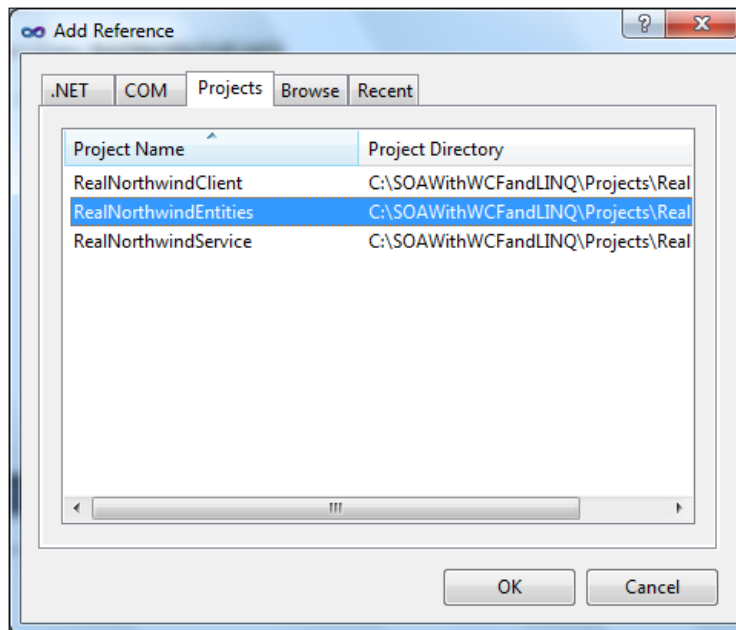 Add Reference
.NET COM Projects Browse Recent
Project Name Project Directory
RealNorthwindClient C:\SOAWithWCFandLINQ\Projects\Real
RealNorthwindEntities C:\SOAWithWCFandLINQ\Projects\Real
RealNorthwindService C:\SOAWithWCFandLINQ\Projects\Real
OK Cancel